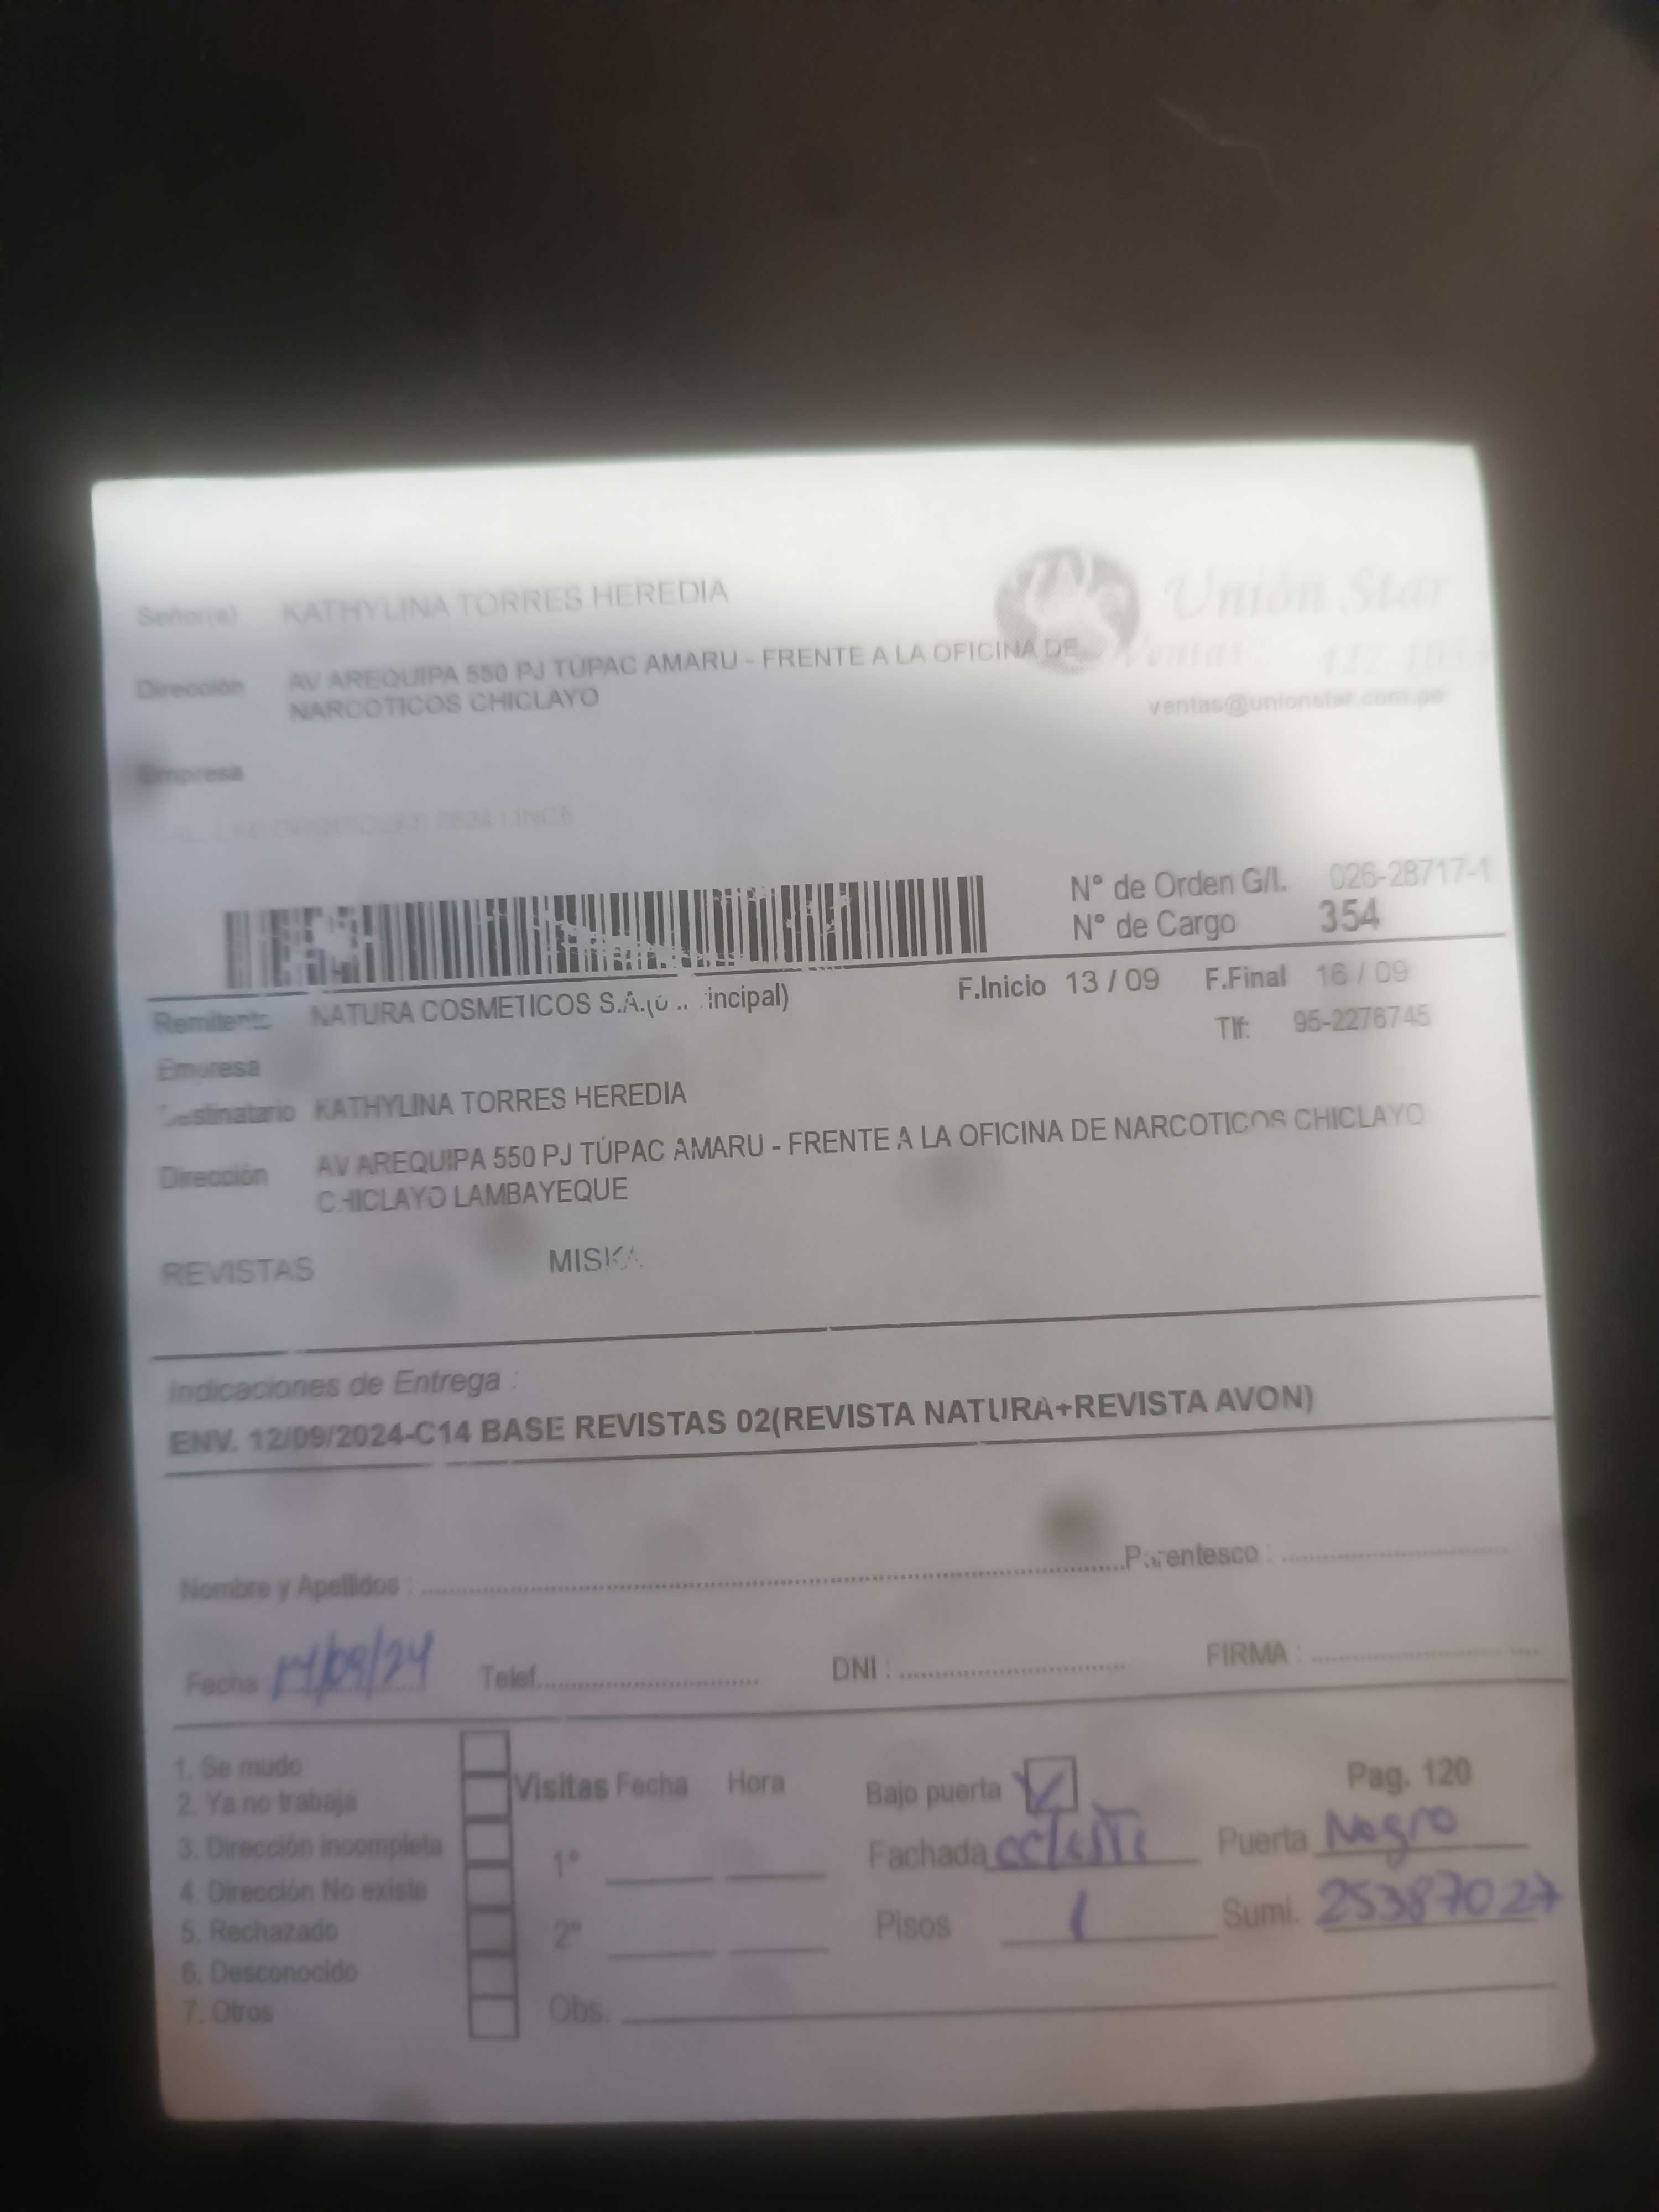 Señor(a) KATHYLINA TORRES HEREDIA
Unión Star
Dirección AV AREQUIPA 550 PJ TÚPAC AMARU - FRENTE A LA OFICINA DE
NARCOTICOS CHICLAYO
Ventas:
ventas@unionstar.com.pe
Empresa
N° de Orden G/I. 026-28717-1
N° de Cargo 354
Remitente NATURA COSMETICOS S.A.
F.Inicio 13 / 09 F.Final 16 / 09
Tlf: 95-2276745
Empresa
Destinatario KATHYLINA TORRES HEREDIA
Dirección AV AREQUIPA 550 PJ TÚPAC AMARU - FRENTE A LA OFICINA DE NARCOTICOS CHICLAYO
CHICLAYO LAMBAYEQUE
REVISTAS MISKA
Indicaciones de Entrega :
ENV. 12/09/2024-C14 BASE REVISTAS 02(REVISTA NATURA+REVISTA AVON)
Nombre y Apellidos : Parentesco :
Fecha 14/09/24 Telef. DNI : FIRMA :
1. Se mudo
2. Ya no trabaja
3. Dirección incompleta
4. Dirección No existe
5. Rechazado
6. Desconocido
7. Otros
Visitas Fecha Hora
1°
2°
Obs.
Bajo puerta
Pag. 120
Fachada celeste Puerta Negro
Pisos 1 Sumi. 25387027